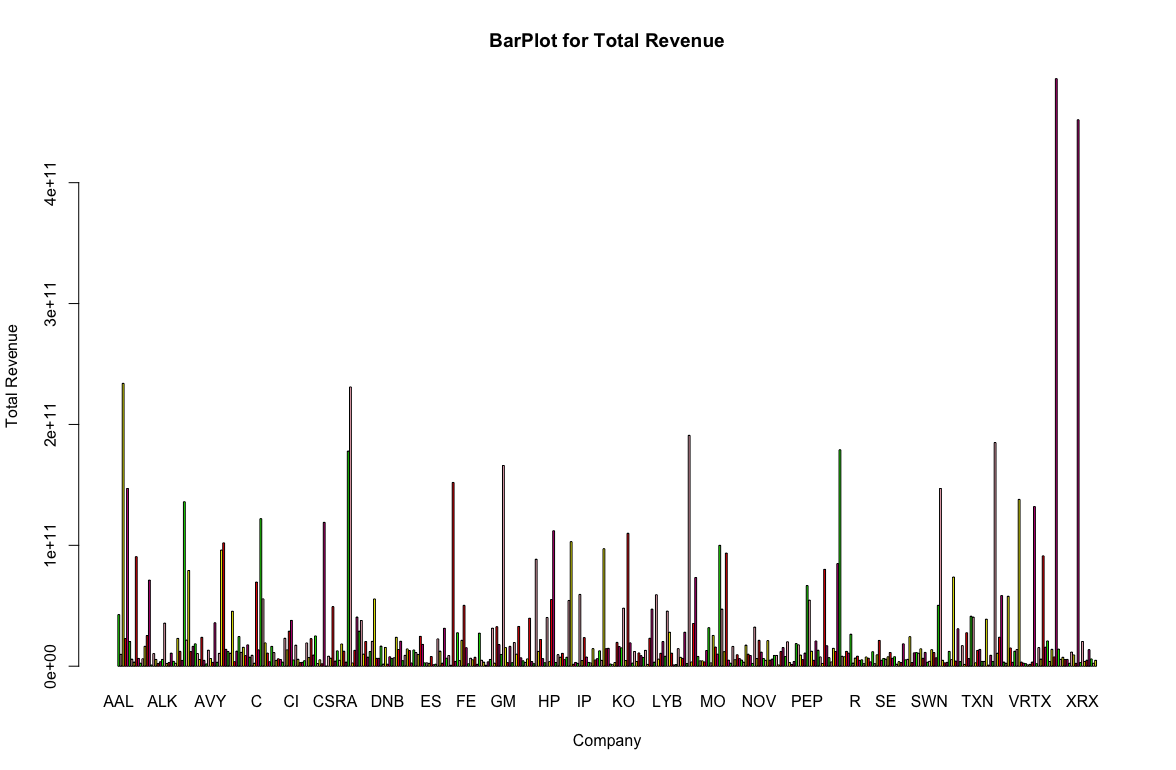 BarPlot for Total Revenue
Total Revenue
4e+11
3e+11
2e+11
1e+11
0e+00
AAL ALK AVY C CI CSRA DNB ES FE GM HP IP KO LYB MO NOV PEP R SE SWN TXN VRTX XRX
Company